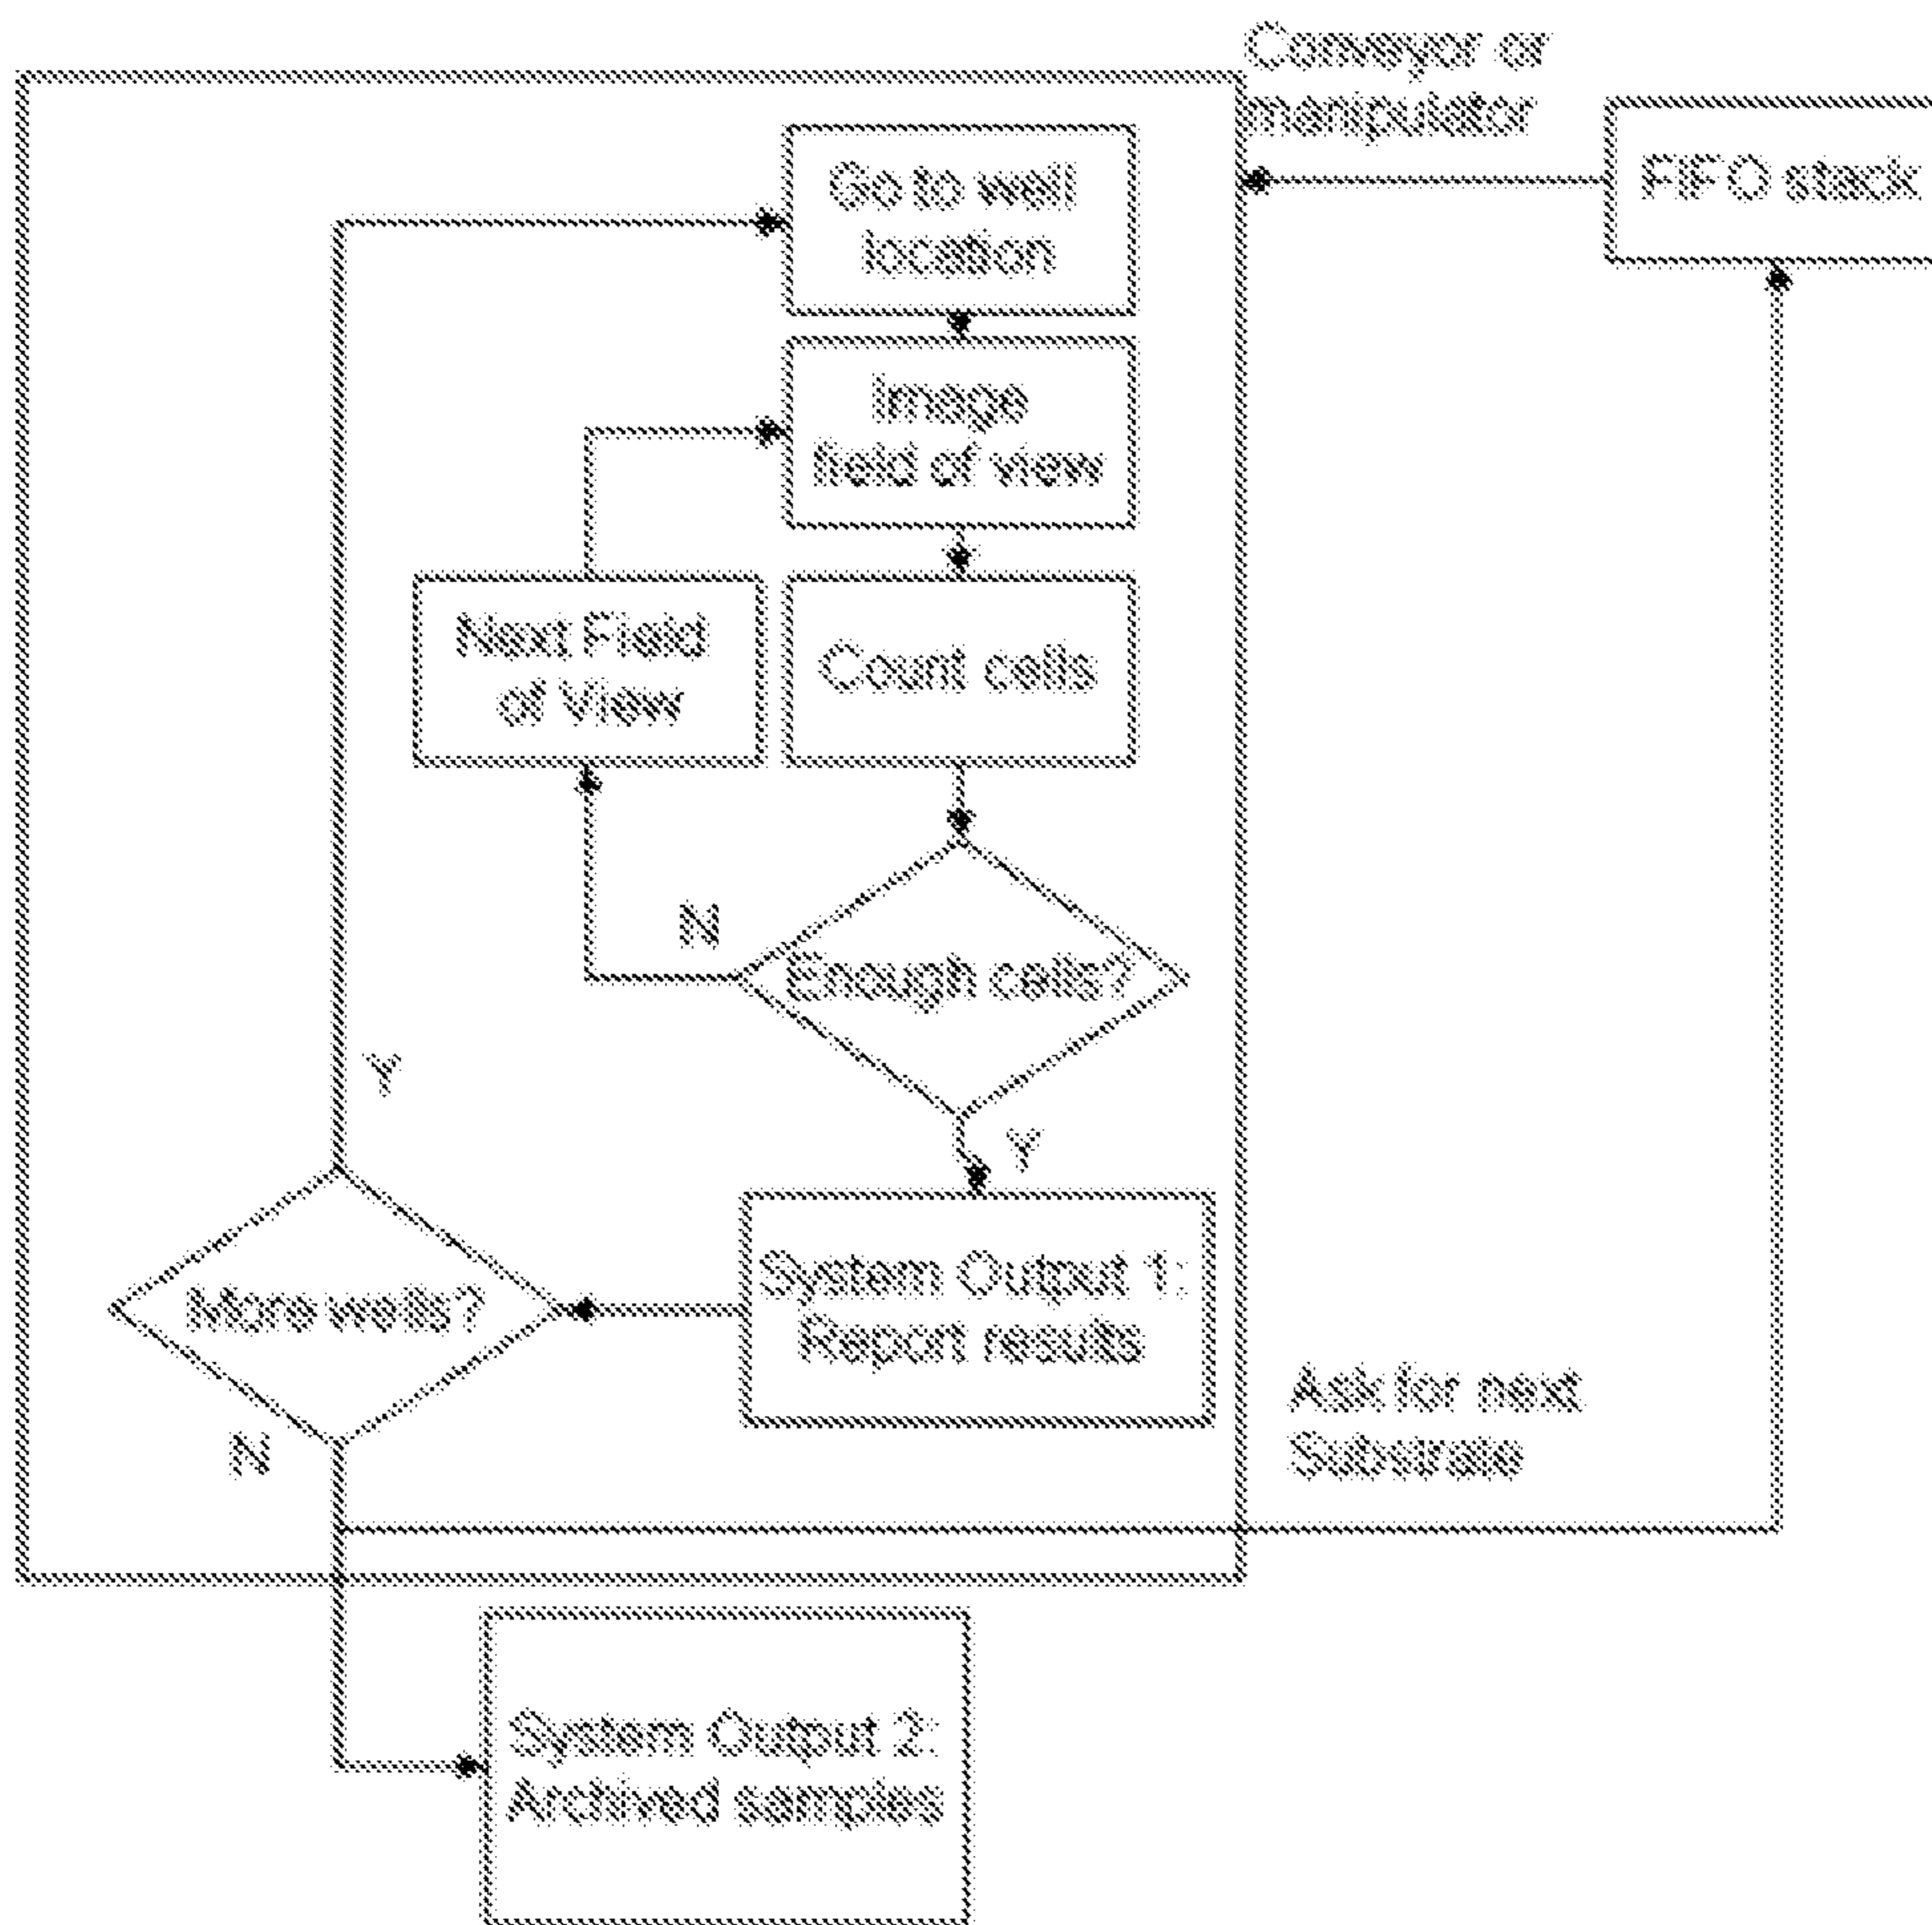 Conveyor or
manipulator
FIFO stack
Go to well
location
Image
field of view
Next Field
of View
Count cells
N
Enough cells?
Y
Y
System Output 1:
Report results
More wells?
N
Ask for next
Substrate
System Output 2:
Archived samples